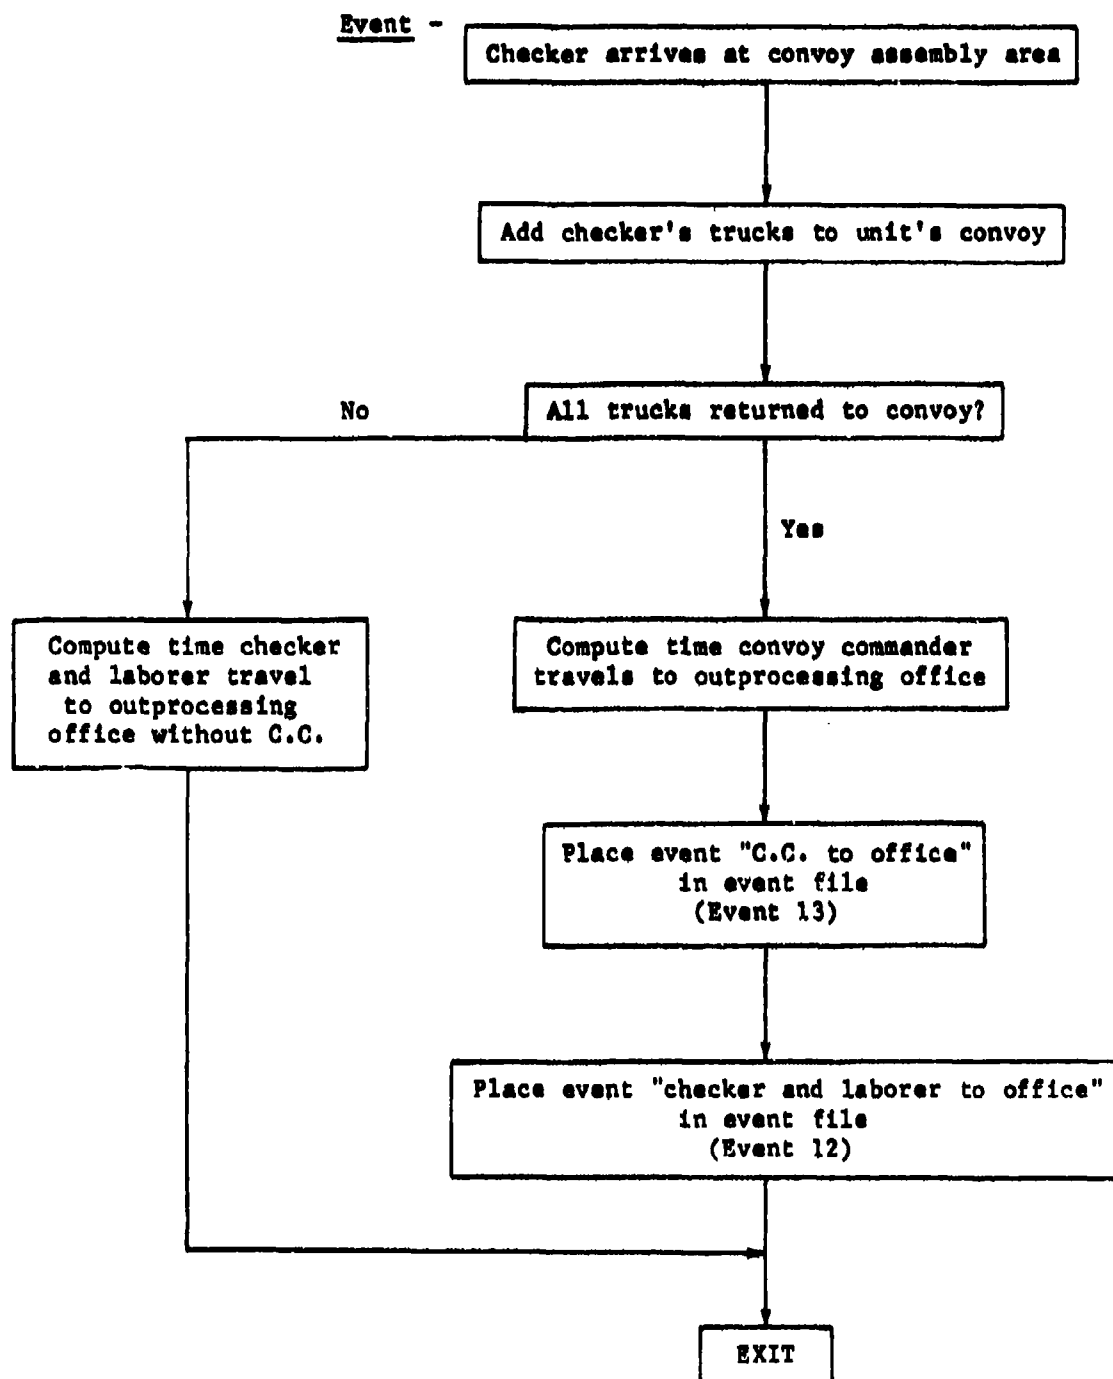 Event -
Checker arrives at convoy assembly area
Add checker's trucks to unit's convoy
All trucks returned to convoy?
No
Yes
Compute time checker
and laborer travel
to outprocessing
office without C.C.
Compute time convoy commander
travels to outprocessing office
Place event "C.C. to office"
in event file
(Event 13)
Place event "checker and laborer to office"
in event file
(Event 12)
EXIT